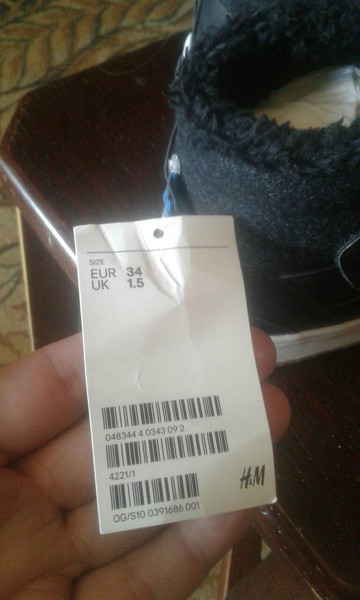 SIZE
EUR 34
UK 1.5
048344 4 0343 09 2
4221/1
OG/S10 0391686 001
H&M